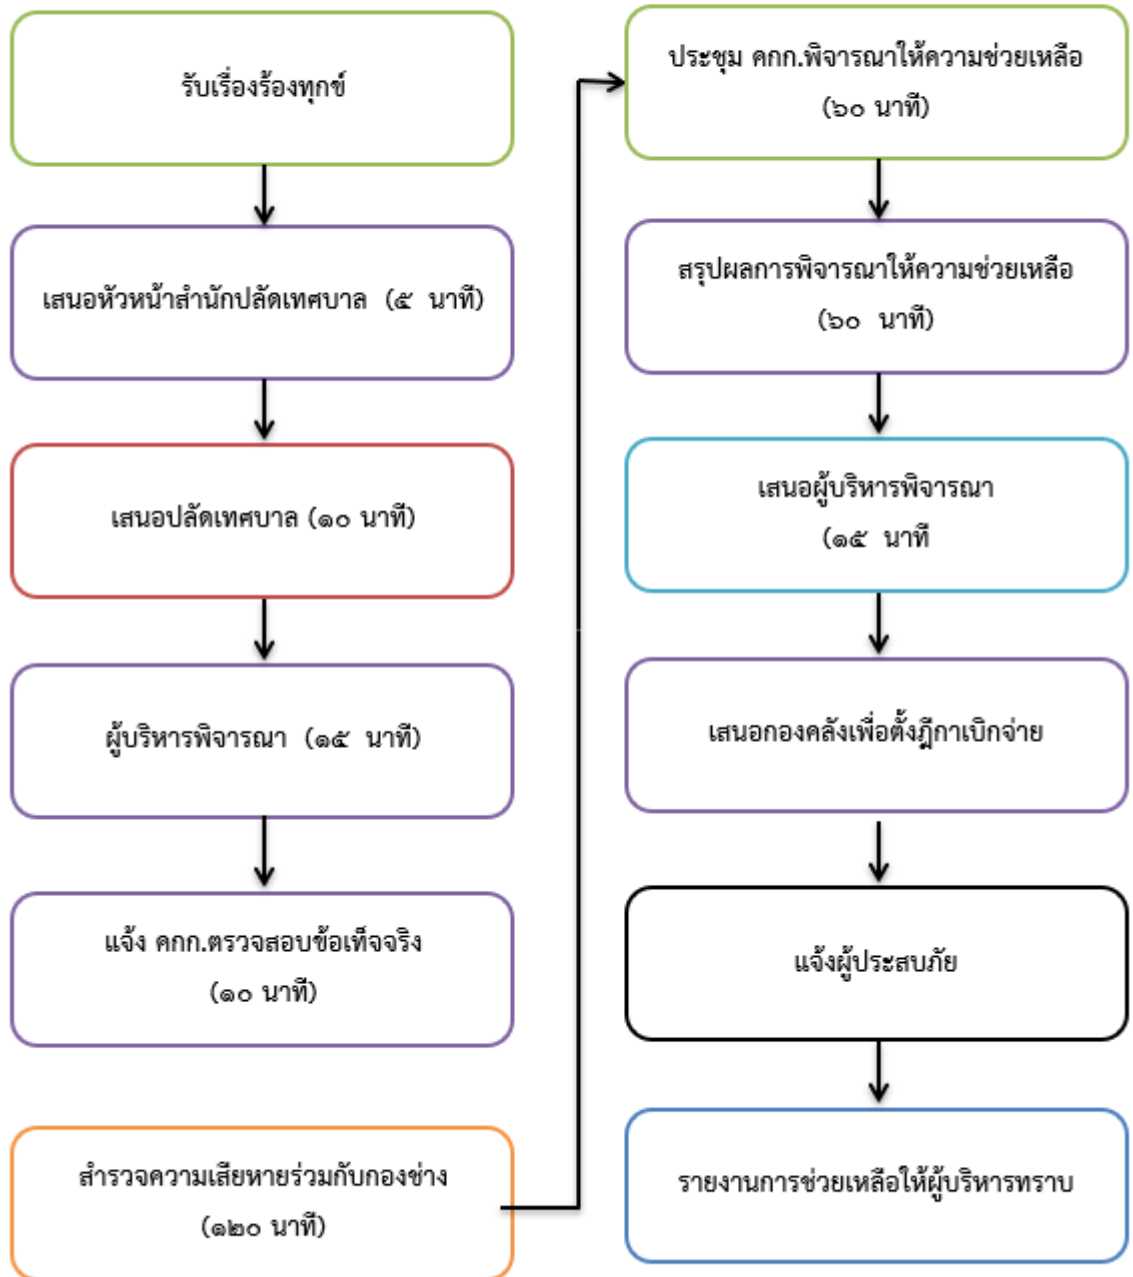 รับเรื่องร้องทุกข์
เสนอหัวหน้าสำนักปลัดเทศบาล (๕ นาที)
เสนอปลัดเทศบาล (๑๐ นาที)
ผู้บริหารพิจารณา (๑๕ นาที)
แจ้ง คกก.ตรวจสอบข้อเท็จจริง
(๑๐ นาที)
สำรวจความเสียหายร่วมกับกองช่าง
(๑๒๐ นาที)
ประชุม คกก.พิจารณาให้ความช่วยเหลือ
(๖๐ นาที)
สรุปผลการพิจารณาให้ความช่วยเหลือ
(๖๐ นาที)
เสนอผู้บริหารพิจารณา
(๑๕ นาที
เสนอกองคลังเพื่อตั้งฎีกาเบิกจ่าย
แจ้งผู้ประสบภัย
รายงานการช่วยเหลือให้ผู้บริหารทราบ